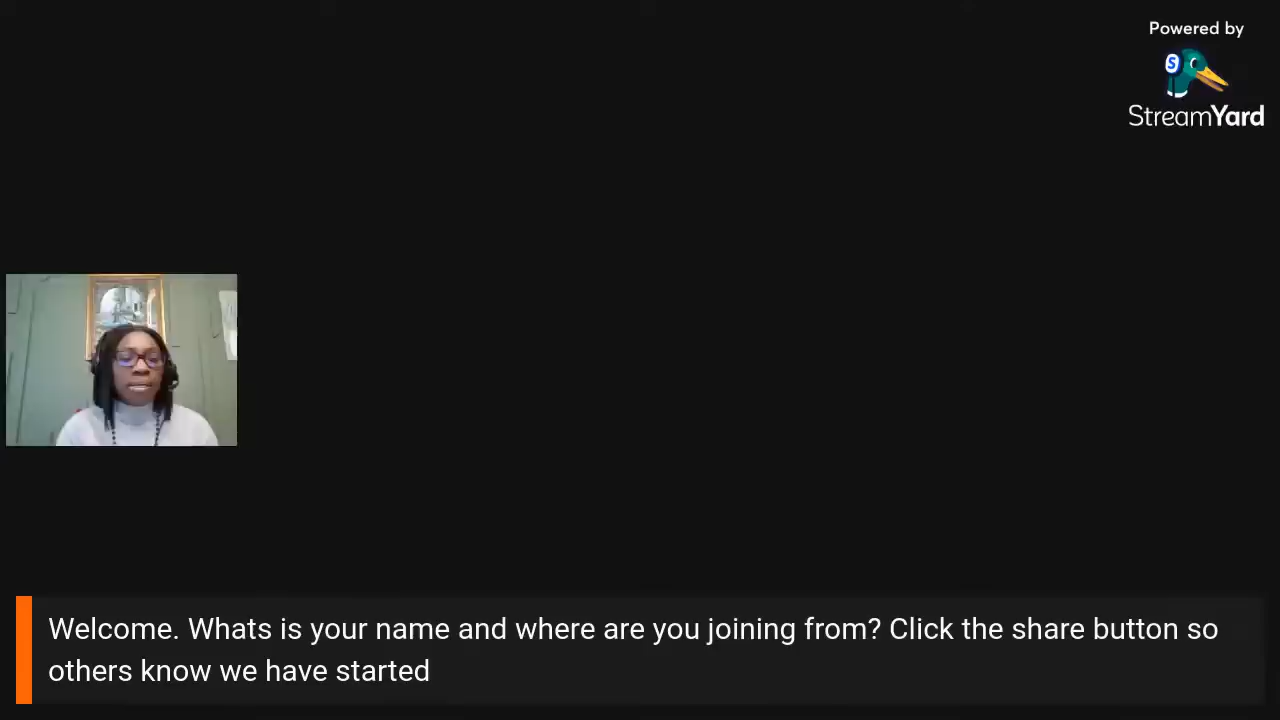 Powered by
S
StreamYard
Welcome. Whats is your name and where are you joining from? Click the share button so
others know we have started